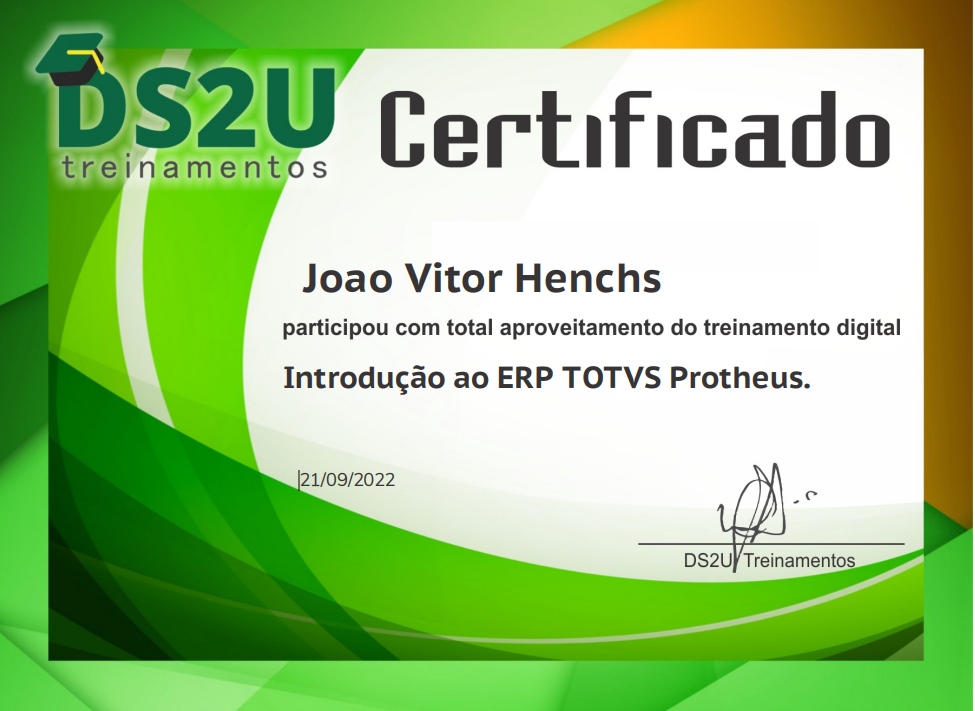 DS2U
treinamentos
Certificado
Joao Vitor Henchs
participou com total aproveitamento do treinamento digital
Introdução ao ERP TOTVS Protheus.
21/09/2022
DS2U Treinamentos